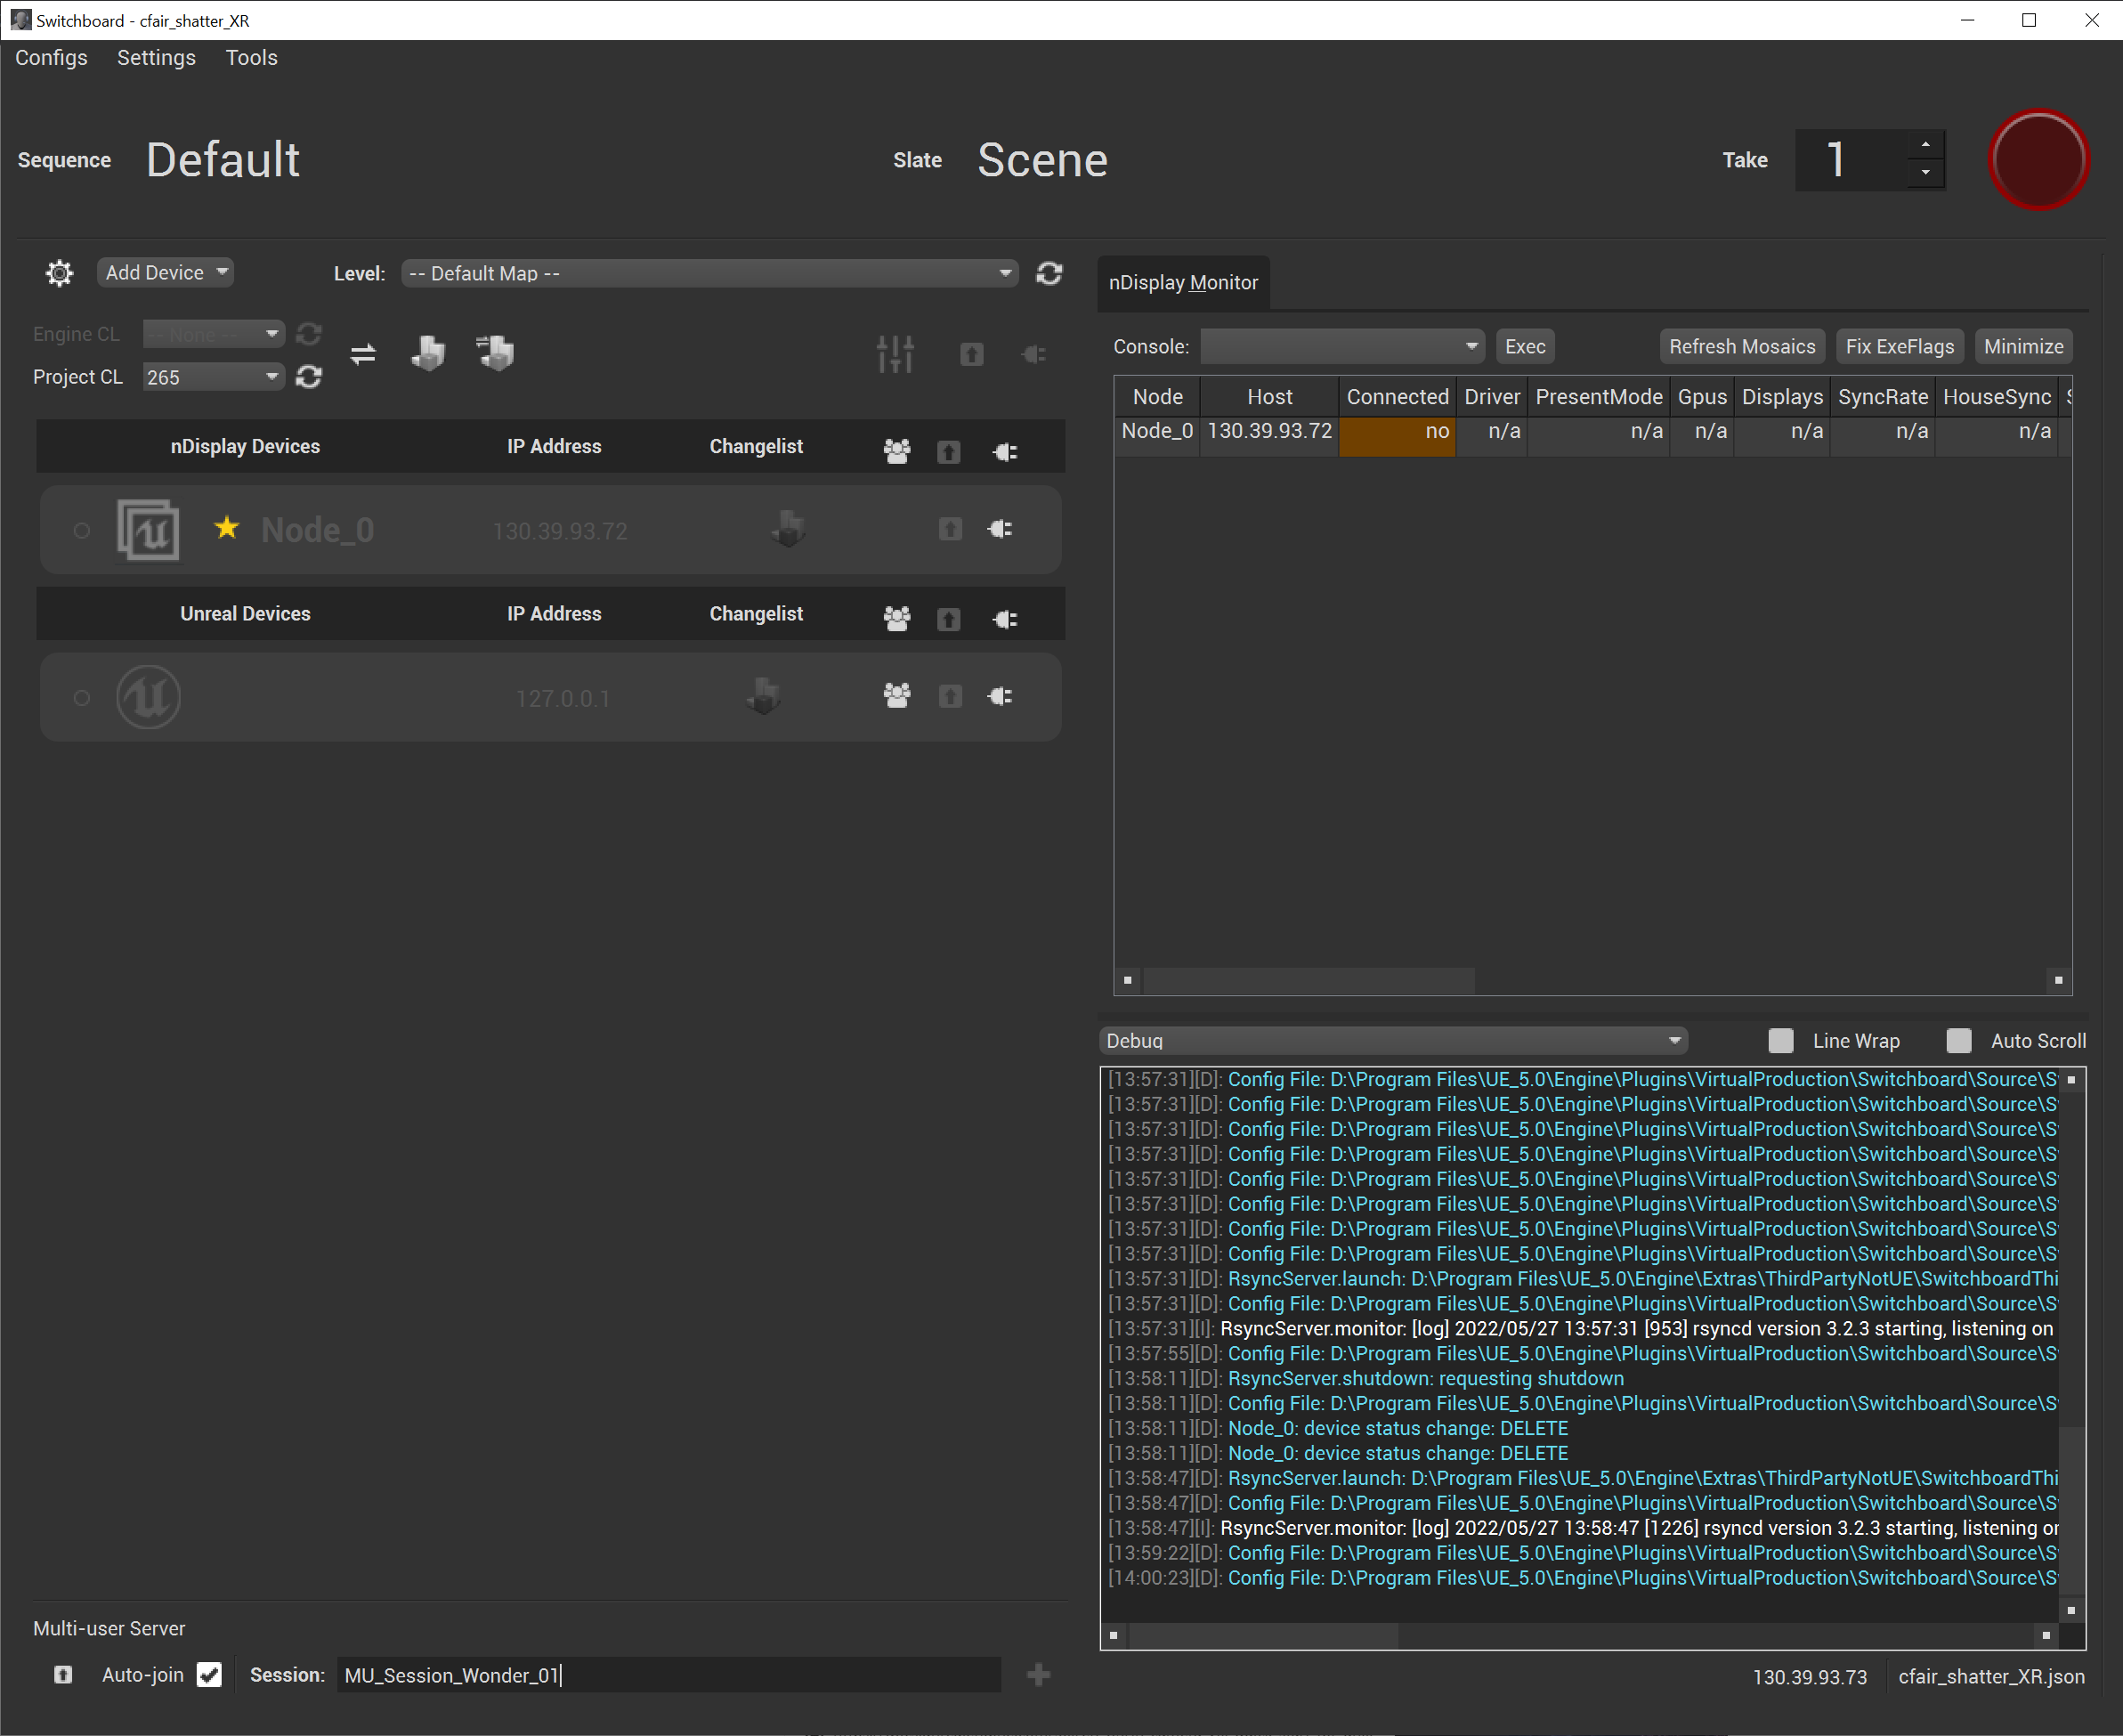 Switchboard - cfair_shatter_XR
Configs Settings Tools
Sequence Default Slate Scene Take 1
Add Device Level: -- Default Map --
Engine CL -- None --
Project CL 265
nDisplay Devices IP Address Changelist
Node_0 130.39.93.72
Unreal Devices IP Address Changelist
127.0.0.1
nDisplay Monitor
Console: Exec Refresh Mosaics Fix ExeFlags Minimize
Node Host Connected Driver PresentMode Gpus Displays SyncRate HouseSync
Node_0 130.39.93.72 no n/a n/a n/a n/a n/a n/a
Debug Line Wrap Auto Scroll
[13:57:31][D]: Config File: D:\Program Files\UE_5.0\Engine\Plugins\VirtualProduction\Switchboard\Source\S
[13:57:31][D]: Config File: D:\Program Files\UE_5.0\Engine\Plugins\VirtualProduction\Switchboard\Source\S
[13:57:31][D]: Config File: D:\Program Files\UE_5.0\Engine\Plugins\VirtualProduction\Switchboard\Source\S
[13:57:31][D]: Config File: D:\Program Files\UE_5.0\Engine\Plugins\VirtualProduction\Switchboard\Source\S
[13:57:31][D]: Config File: D:\Program Files\UE_5.0\Engine\Plugins\VirtualProduction\Switchboard\Source\S
[13:57:31][D]: Config File: D:\Program Files\UE_5.0\Engine\Plugins\VirtualProduction\Switchboard\Source\S
[13:57:31][D]: Config File: D:\Program Files\UE_5.0\Engine\Plugins\VirtualProduction\Switchboard\Source\S
[13:57:31][D]: Config File: D:\Program Files\UE_5.0\Engine\Plugins\VirtualProduction\Switchboard\Source\S
[13:57:31][D]: RsyncServer.launch: D:\Program Files\UE_5.0\Engine\Extras\ThirdPartyNotUE\SwitchboardThi
[13:57:31][D]: Config File: D:\Program Files\UE_5.0\Engine\Plugins\VirtualProduction\Switchboard\Source\S
[13:57:31][I]: RsyncServer.monitor: [log] 2022/05/27 13:57:31 [953] rsyncd version 3.2.3 starting, listening on
[13:57:55][D]: Config File: D:\Program Files\UE_5.0\Engine\Plugins\VirtualProduction\Switchboard\Source\S
[13:58:11][D]: RsyncServer.shutdown: requesting shutdown
[13:58:11][D]: Config File: D:\Program Files\UE_5.0\Engine\Plugins\VirtualProduction\Switchboard\Source\S
[13:58:11][D]: Node_0: device status change: DELETE
[13:58:11][D]: Node_0: device status change: DELETE
[13:58:47][D]: RsyncServer.launch: D:\Program Files\UE_5.0\Engine\Extras\ThirdPartyNotUE\SwitchboardThi
[13:58:47][D]: Config File: D:\Program Files\UE_5.0\Engine\Plugins\VirtualProduction\Switchboard\Source\S
[13:58:47][I]: RsyncServer.monitor: [log] 2022/05/27 13:58:47 [1226] rsyncd version 3.2.3 starting, listening on
[13:59:22][D]: Config File: D:\Program Files\UE_5.0\Engine\Plugins\VirtualProduction\Switchboard\Source\S
[14:00:23][D]: Config File: D:\Program Files\UE_5.0\Engine\Plugins\VirtualProduction\Switchboard\Source\S
Multi-user Server
Auto-join Session: MU_Session_Wonder_01
130.39.93.73 cfair_shatter_XR.json